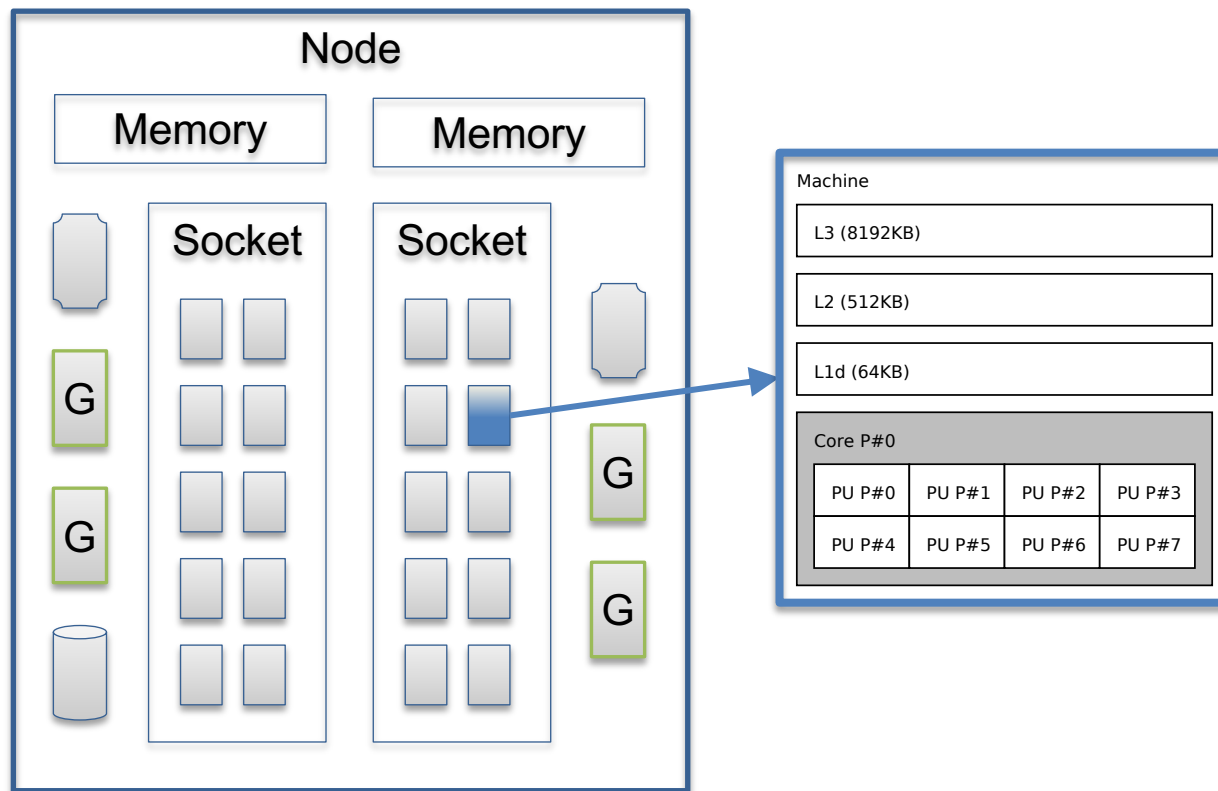 Node
Memory
Memory
Socket
Socket
G
G
G
G
Machine
L3 (8192KB)
L2 (512KB)
L1d (64KB)
Core P#0
PU P#0 PU P#1 PU P#2 PU P#3
PU P#4 PU P#5 PU P#6 PU P#7